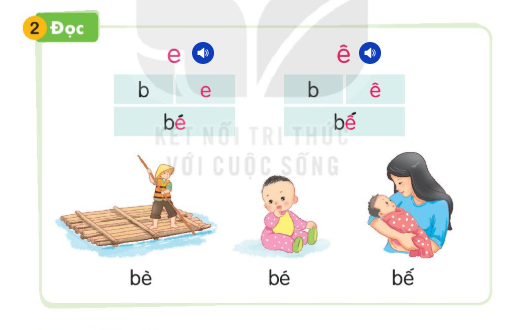 2 Đọc
e ê
b e b ê
bé bế
KẾT NỐI TRI THỨC
VỚI CUỘC SỐNG
bè bé bế